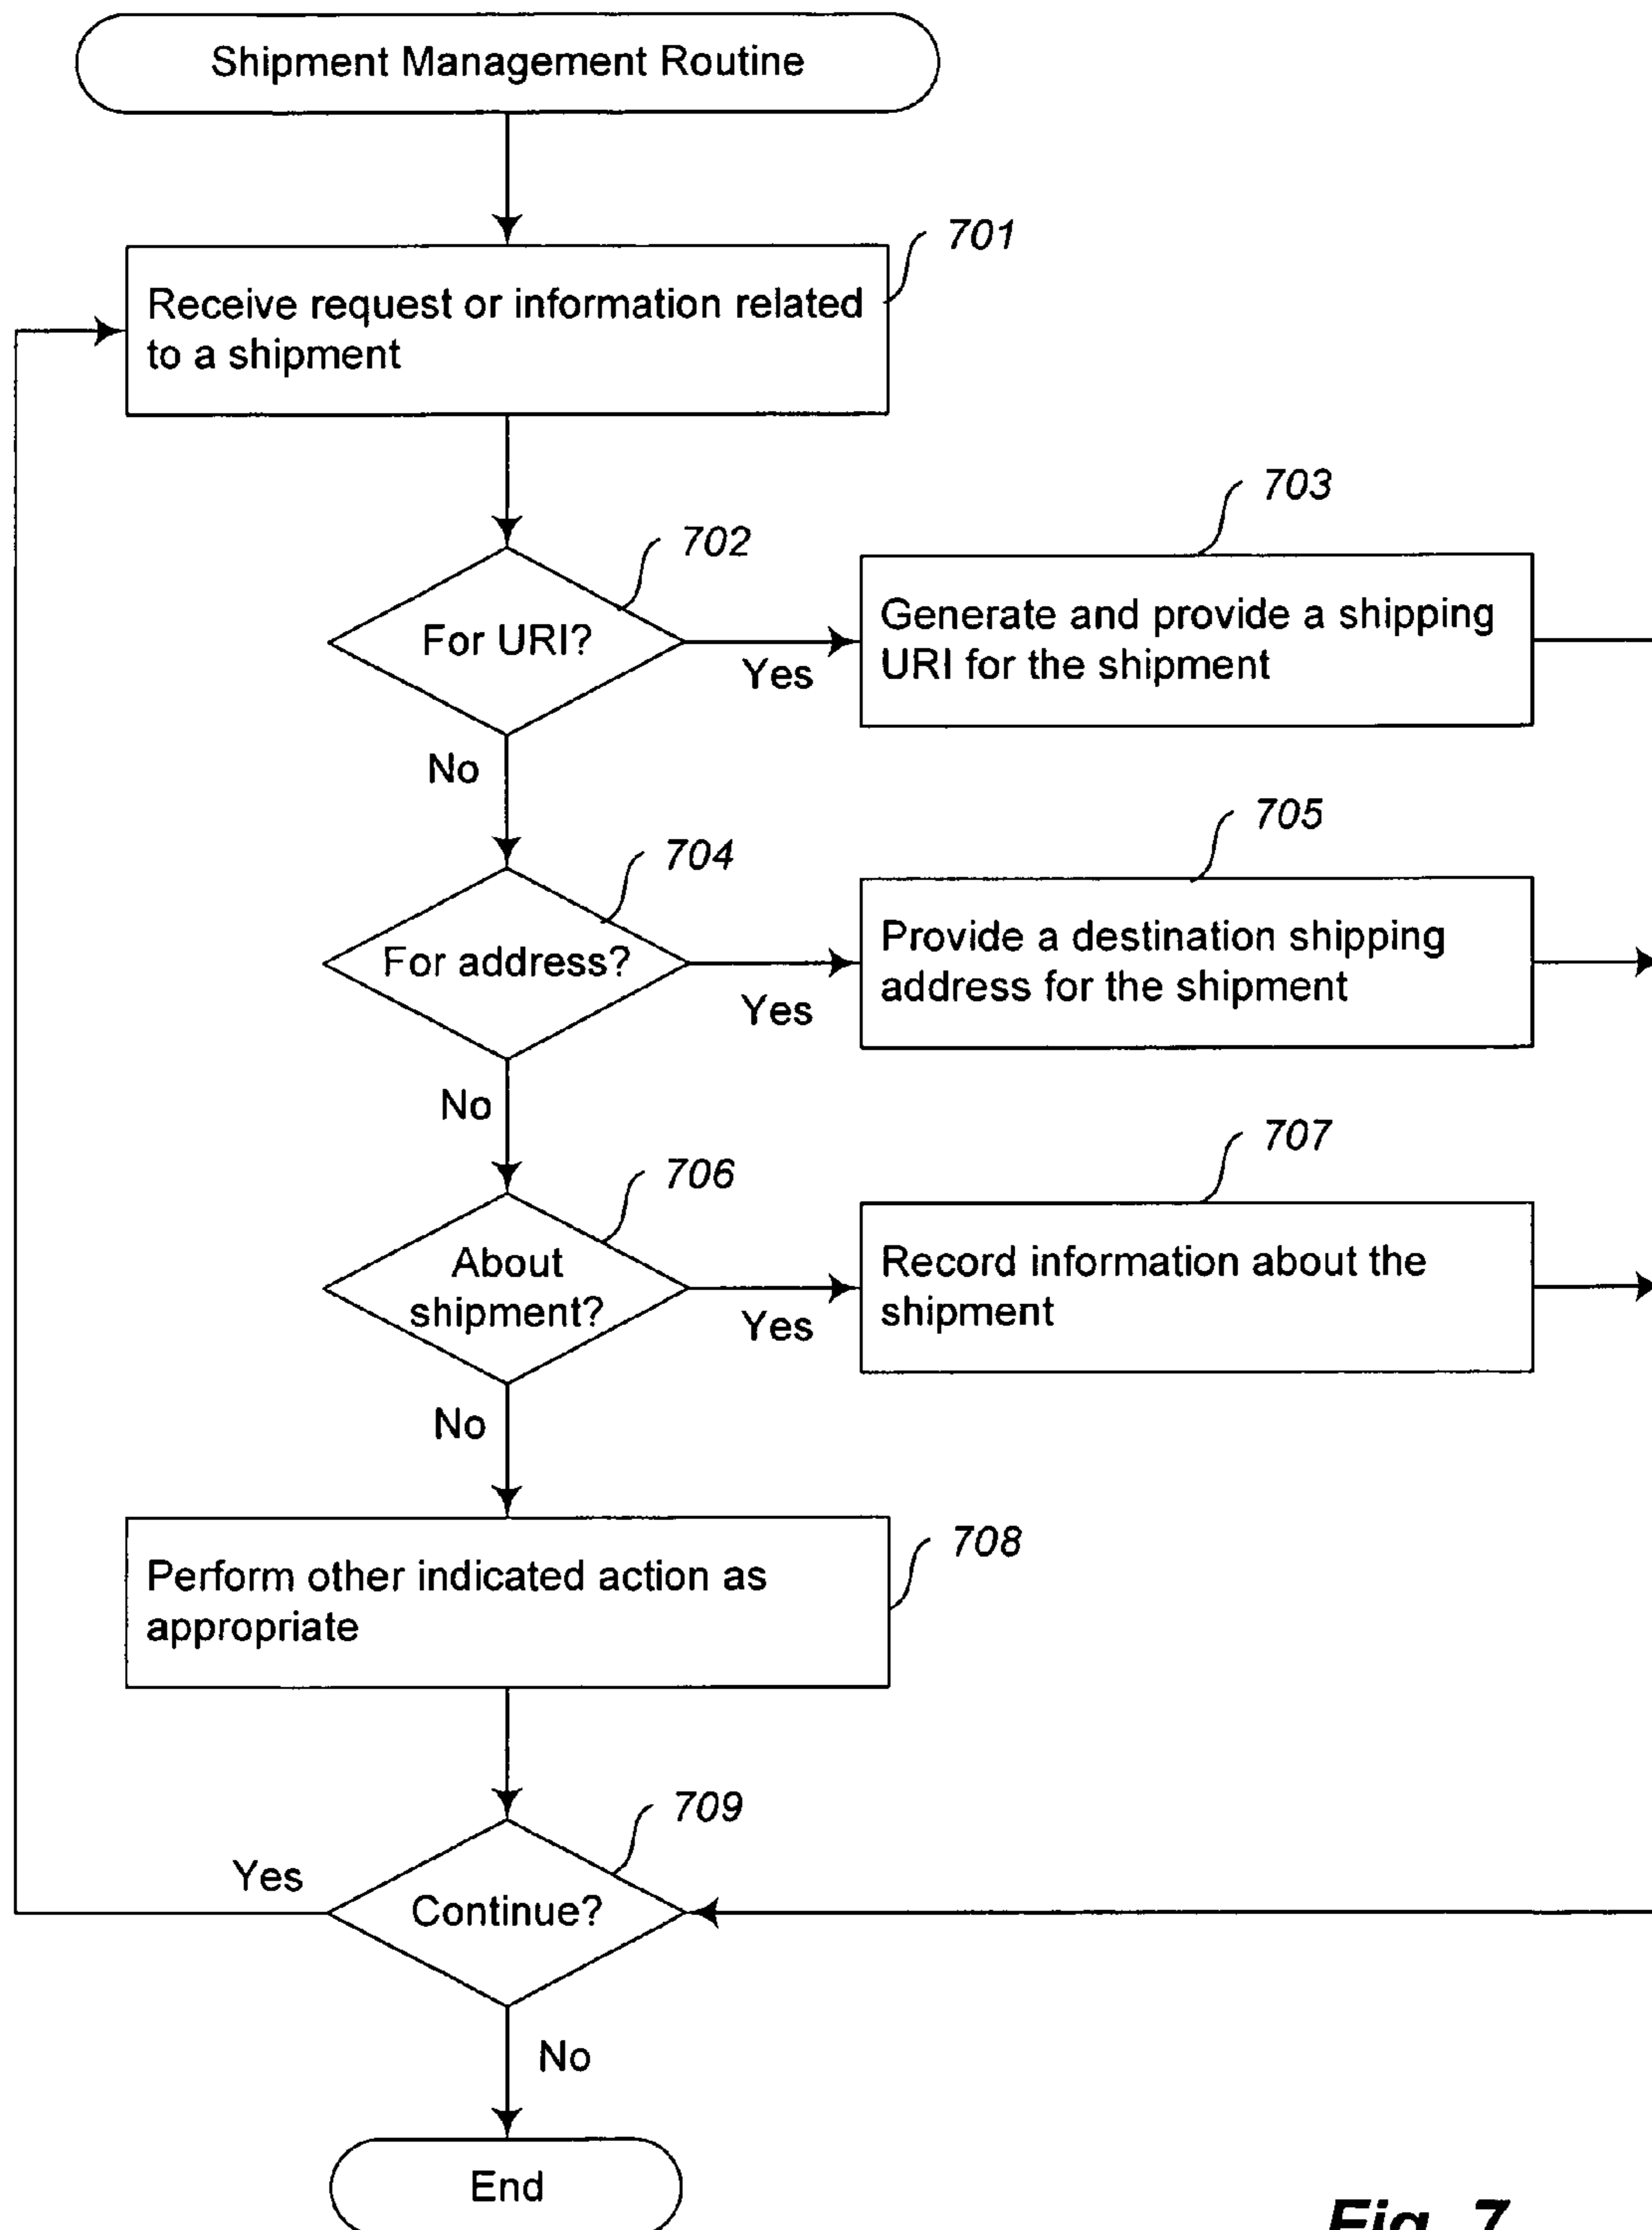 Shipment Management Routine
701
Receive request or information related
to a shipment
703
702
For URI?
Yes
Generate and provide a shipping
URI for the shipment
No
705
704
For address?
Yes
Provide a destination shipping
address for the shipment
No
707
706
About
shipment?
Yes
Record information about the
shipment
No
708
Perform other indicated action as
appropriate
709
Yes
Continue?
No
End
Fig. 7